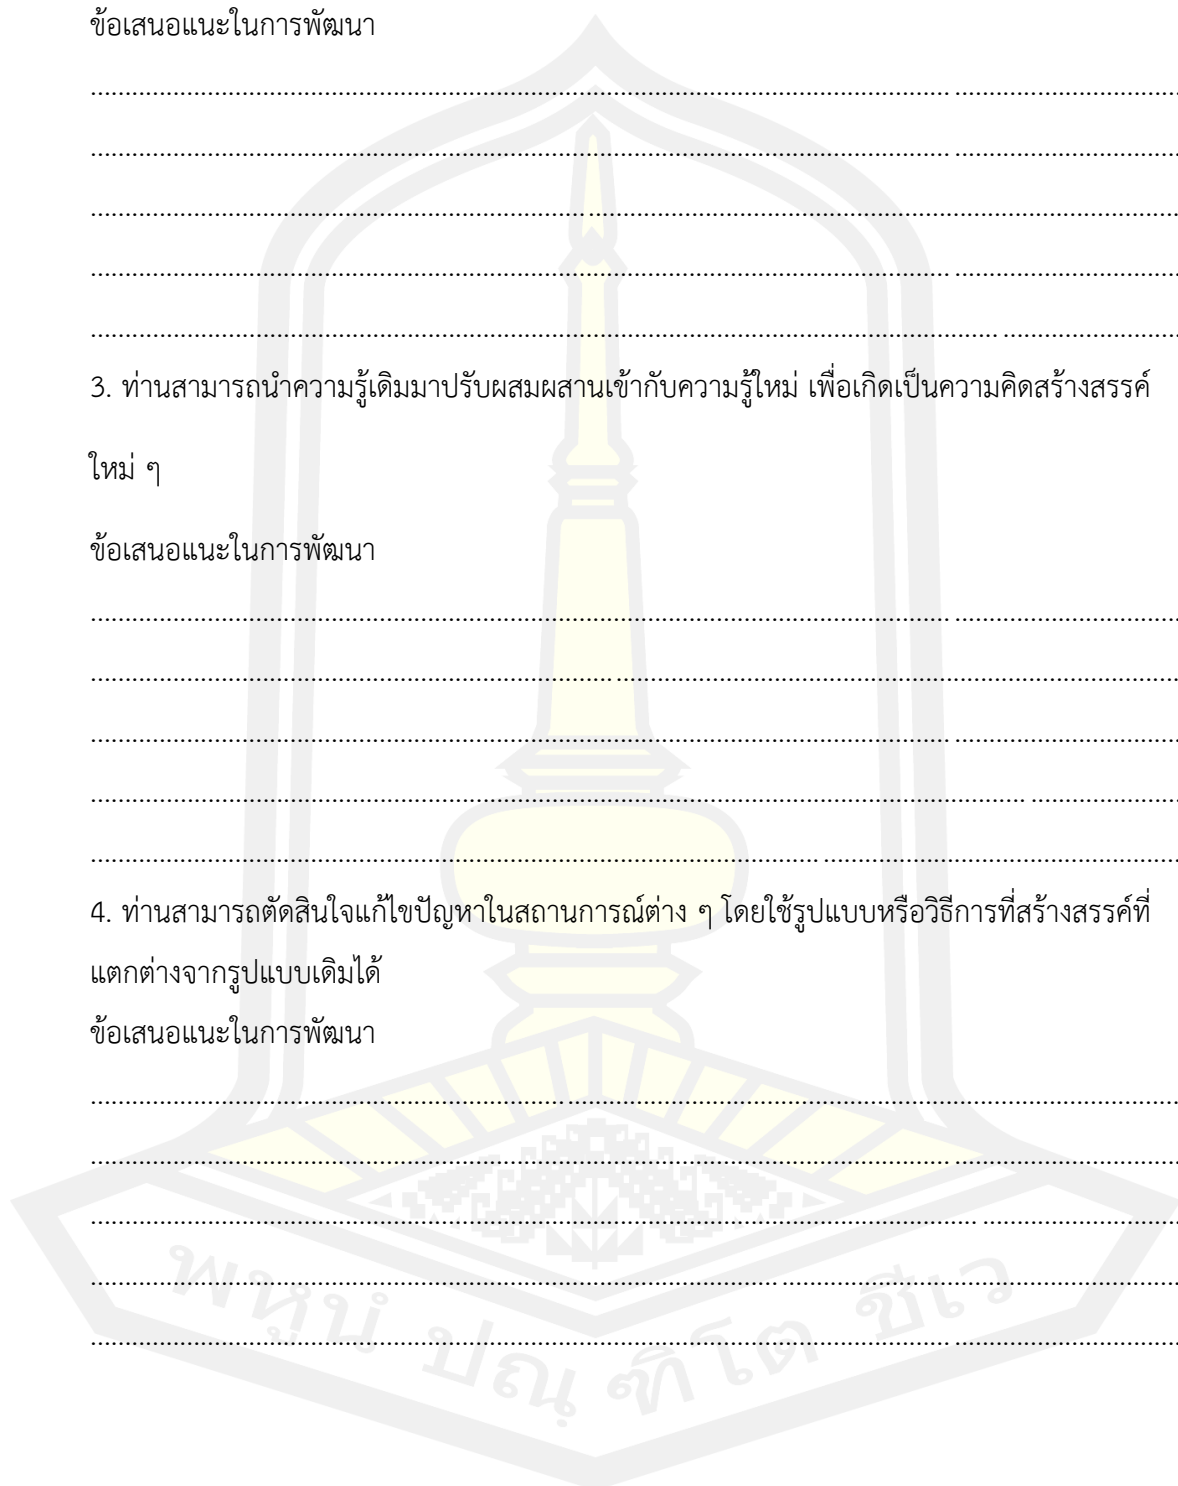 ข้อเสนอแนะในการพัฒนา
................................................................................................................................ ..................................
................................................................................................................................ ..................................
.......................................................................... ........................................................................................
................................................................................................................................ ..................................
....................................................................................................................................... ...........................
3. ท่านสามารถนำความรู้เดิมมาปรับผสมผสานเข้ากับความรู้ใหม่ เพื่อเกิดเป็นความคิดสร้างสรรค์
ใหม่ ๆ
ข้อเสนอแนะในการพัฒนา
................................................................................................................................ ..................................
.............................................................................. ....................................................................................
................................................................................................................................ ..................................
........................................................................................................................................... .......................
............................................................................................................. .....................................................
4. ท่านสามารถตัดสินใจแก้ไขปัญหาในสถานการณ์ต่าง ๆ โดยใช้รูปแบบหรือวิธีการที่สร้างสรรค์ที่
แตกต่างจากรูปแบบเดิมได้
ข้อเสนอแนะในการพัฒนา
....................................................................... ...........................................................................................
..................................................................................................................................................................
.................................................................................................................................... ..............................
....................................................................................................... ...........................................................
................................................................................................................................ ..................................
พหูนํ ปณฺฑิโต ชีเว